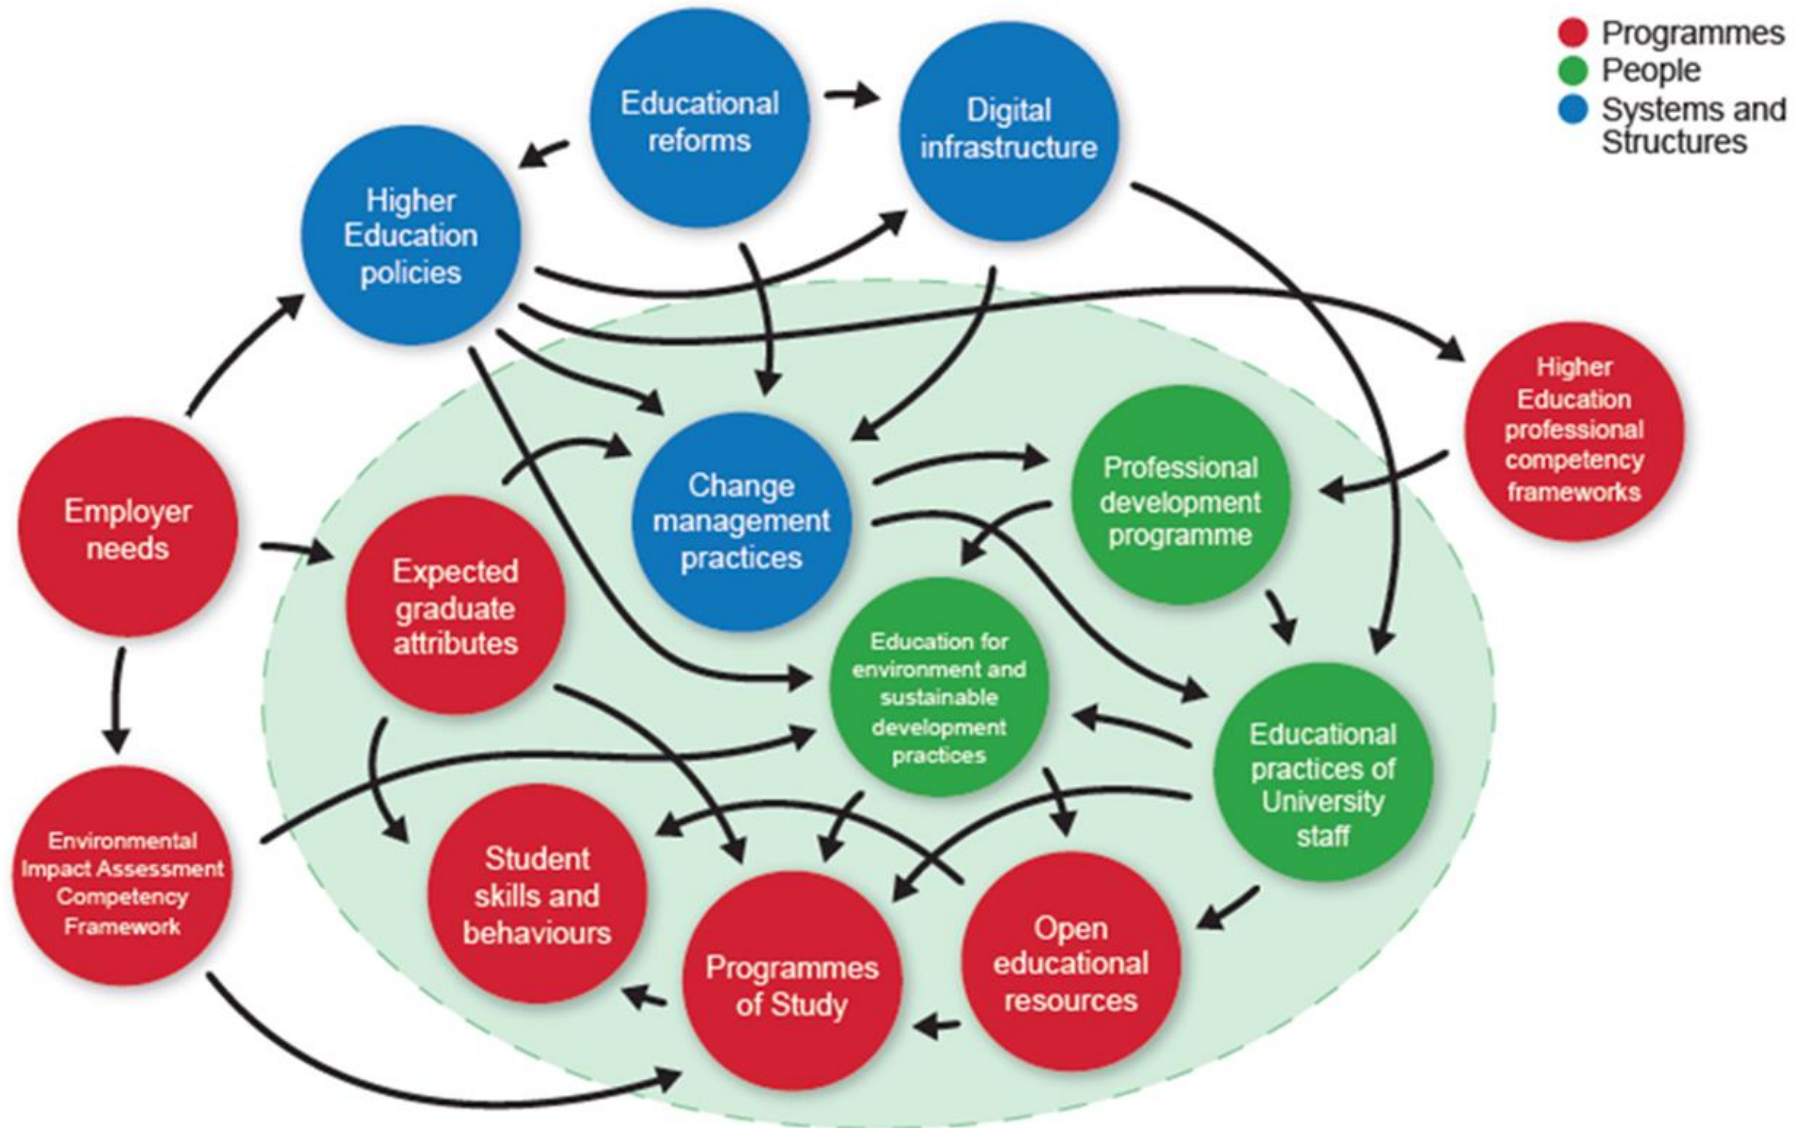 Programmes
People
Systems and
Structures
Educational
reforms
Digital
infrastructure
Higher
Education
policies
Higher
Education
professional
competency
frameworks
Employer
needs
Change
management
practices
Professional
development
programme
Expected
graduate
attributes
Education for
environment and
sustainable
development
practices
Educational
practices of
University
staff
Environmental
Impact Assessment
Competency
Framework
Student
skills and
behaviours
Programmes
of Study
Open
educational
resources